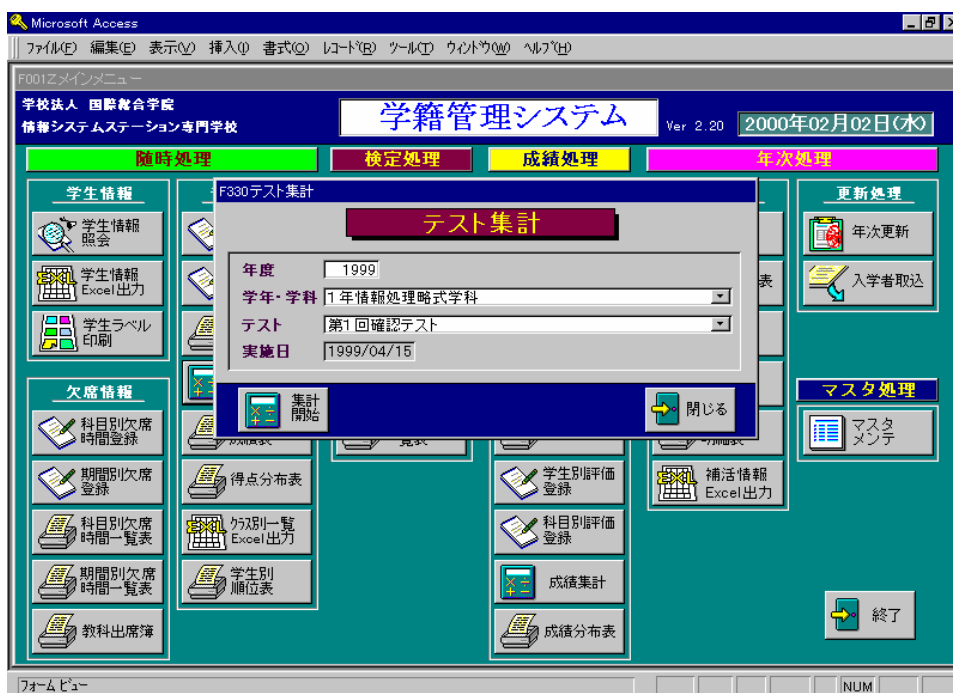 Microsoft Access
ファイル(F) 編集(E) 表示(V) 挿入(I) 書式(O) レコード(R) ツール(T) ウィンドウ(W) ヘルプ(H)
F001Zメインメニュー
学校法人 国際総合学院
情報システムステーション専門学校
学籍管理システム
Ver 2.20
2000年02月02日(水)
随時処理
検定処理
成績処理
年次処理
学生情報
更新処理
学生情報
照会
学生情報
Excel出力
学生ラベル
印刷
F330テスト集計
テスト集計
年度 1999
学年・学科 1年情報処理略式学科
テスト 第1回確認テスト
実施日 1999/04/15
集計
開始
閉じる
表
年次更新
入学者取込
欠席情報
マスタ処理
科目別欠席
時間登録
期間別欠席
登録
科目別欠席
時間一覧表
期間別欠席
時間一覧表
教科出席簿
成績表
得点分布表
クラス別一覧
Excel出力
学生別
順位表
覧表
学生別評価
登録
科目別評価
登録
成績集計
成績分布表
補活情報
Excel出力
マスタ
メンテ
終了
フォーム ビュー
NUM